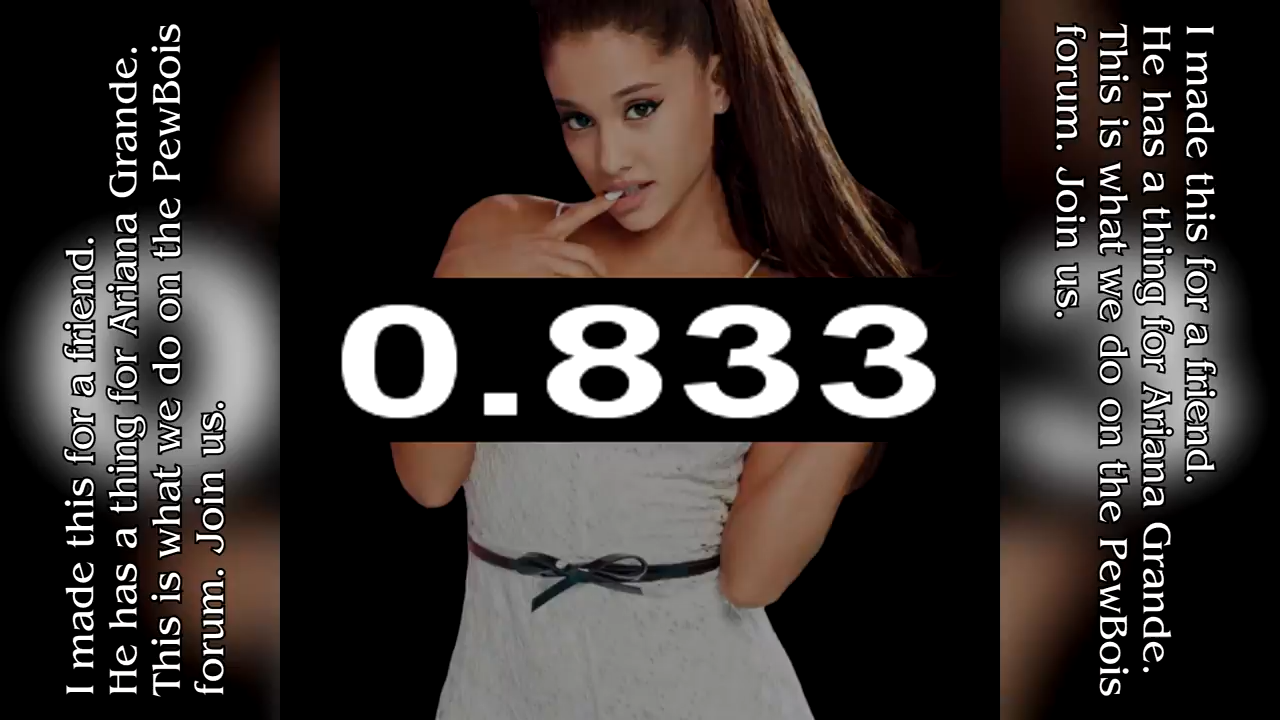 I made this for a friend.
He has a thing for Ariana Grande.
This is what we do on the PewBois
forum. Join us.
0.833
I made this for a friend.
He has a thing for Ariana Grande.
This is what we do on the PewBois
forum. Join us.